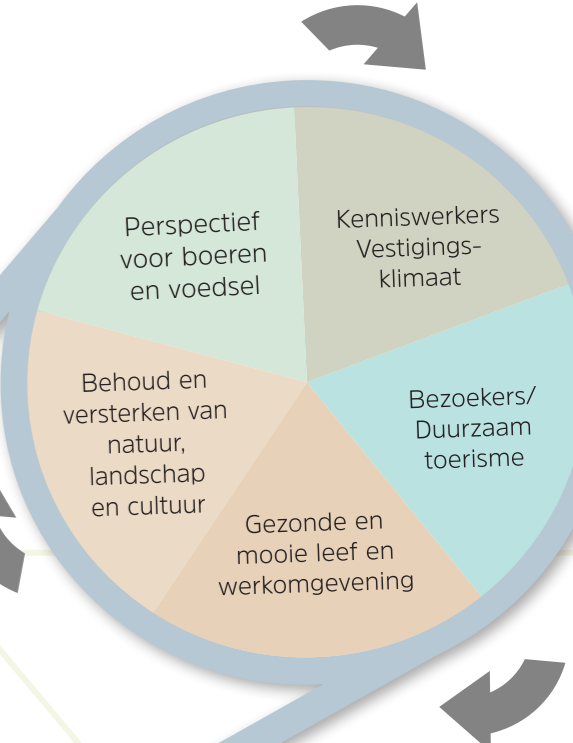 Perspectief
voor boeren
en voedsel
Kenniswerkers
Vestigings-
klimaat
Bezoekers/
Duurzaam
toerisme
Gezonde en
mooie leef en
werkomgevening
Behoud en
versterken van
natuur,
landschap
en cultuur